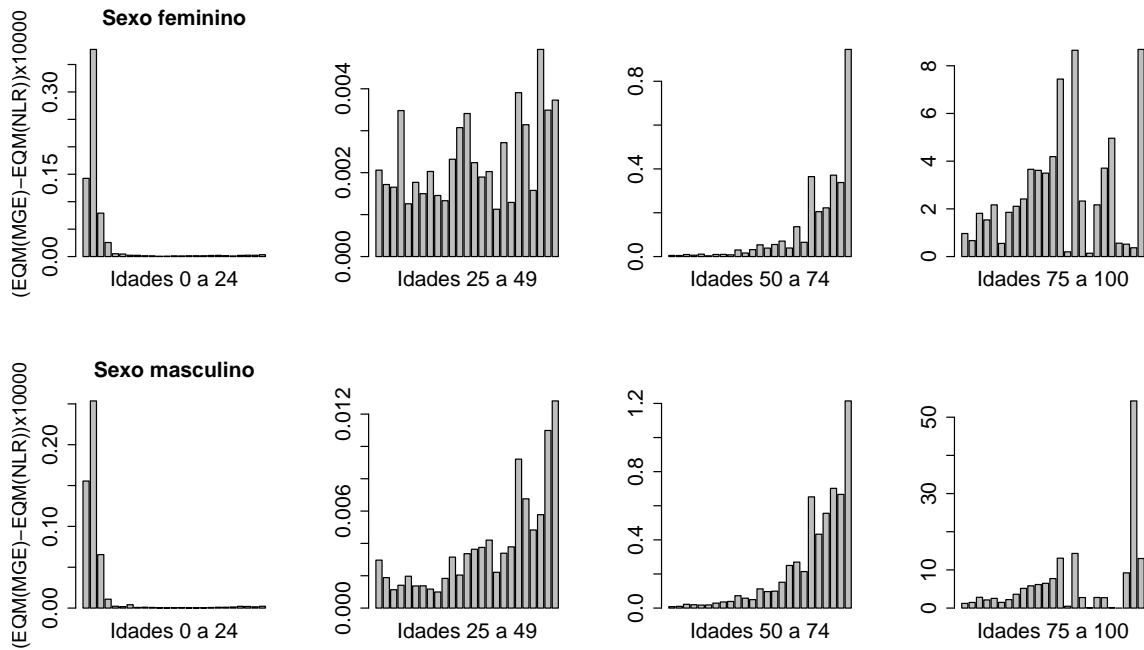 Sexo feminino
(EQM(MGE)−EQM(NLR))x10000
0.00 0.15 0.30
Idades 0 a 24
0.000 0.002 0.004
Idades 25 a 49
0.0 0.4 0.8
Idades 50 a 74
0 2 4 6 8
Idades 75 a 100
Sexo masculino
(EQM(MGE)−EQM(NLR))x10000
0.00 0.10 0.20
Idades 0 a 24
0.000 0.006 0.012
Idades 25 a 49
0.0 0.4 0.8 1.2
Idades 50 a 74
0 10 30 50
Idades 75 a 100